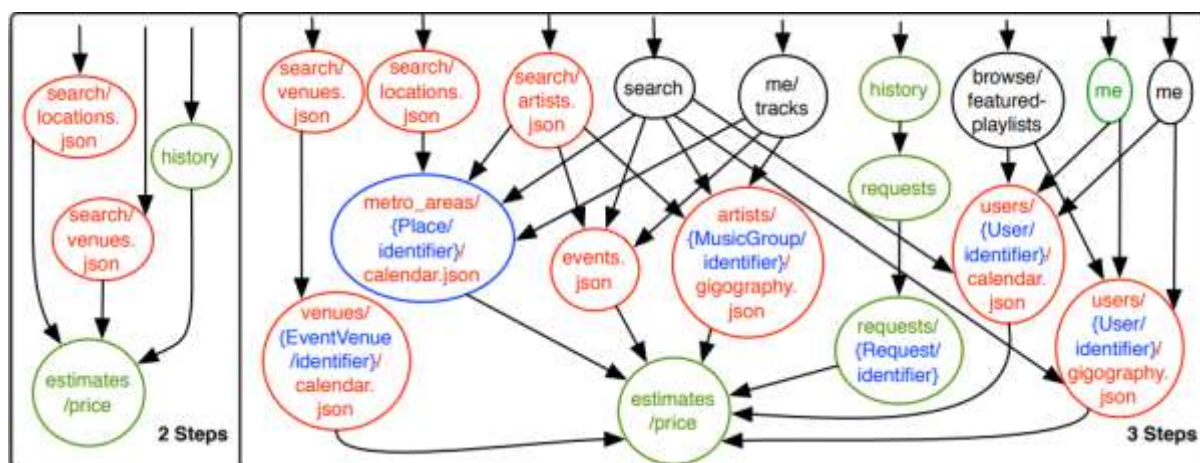 search/
locations.
json
history
search/
venues.
json
estimates
/price
2 Steps
search/
venues.
json
search/
locations.
json
search/
artists.
json
search
me/
tracks
history
browse/
featured-
playlists
me
me
requests
metro_areas/
{Place/
identifier}/
calendar.json
events.
json
artists/
{MusicGroup/
identifier}/
gigography.
json
users/
{User/
identifier}/
calendar.
json
venues/
{EventVenue
/identifier}/
calendar.
json
requests/
{Request/
identifier}
users/
{User/
identifier}/
gigography.
json
estimates
/price
3 Steps